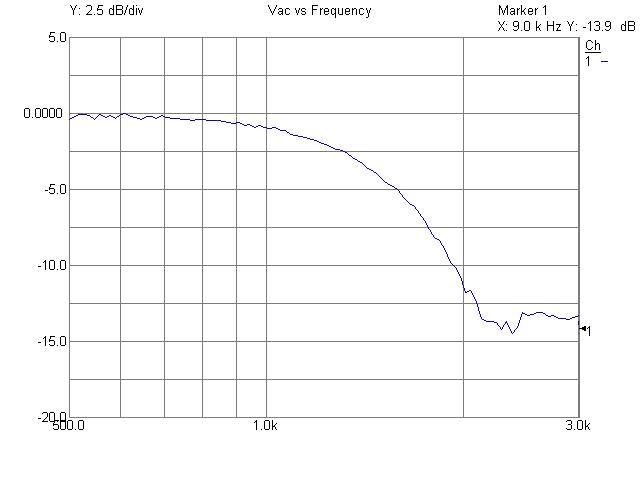 Y: 2.5 dB/div
Vac vs Frequency
Marker 1
X: 9.0 k Hz Y: -13.9 dB
Ch
1
5.0
0.0000
-5.0
-10.0
-15.0
-20.0
1
500.0
1.0k
3.0k